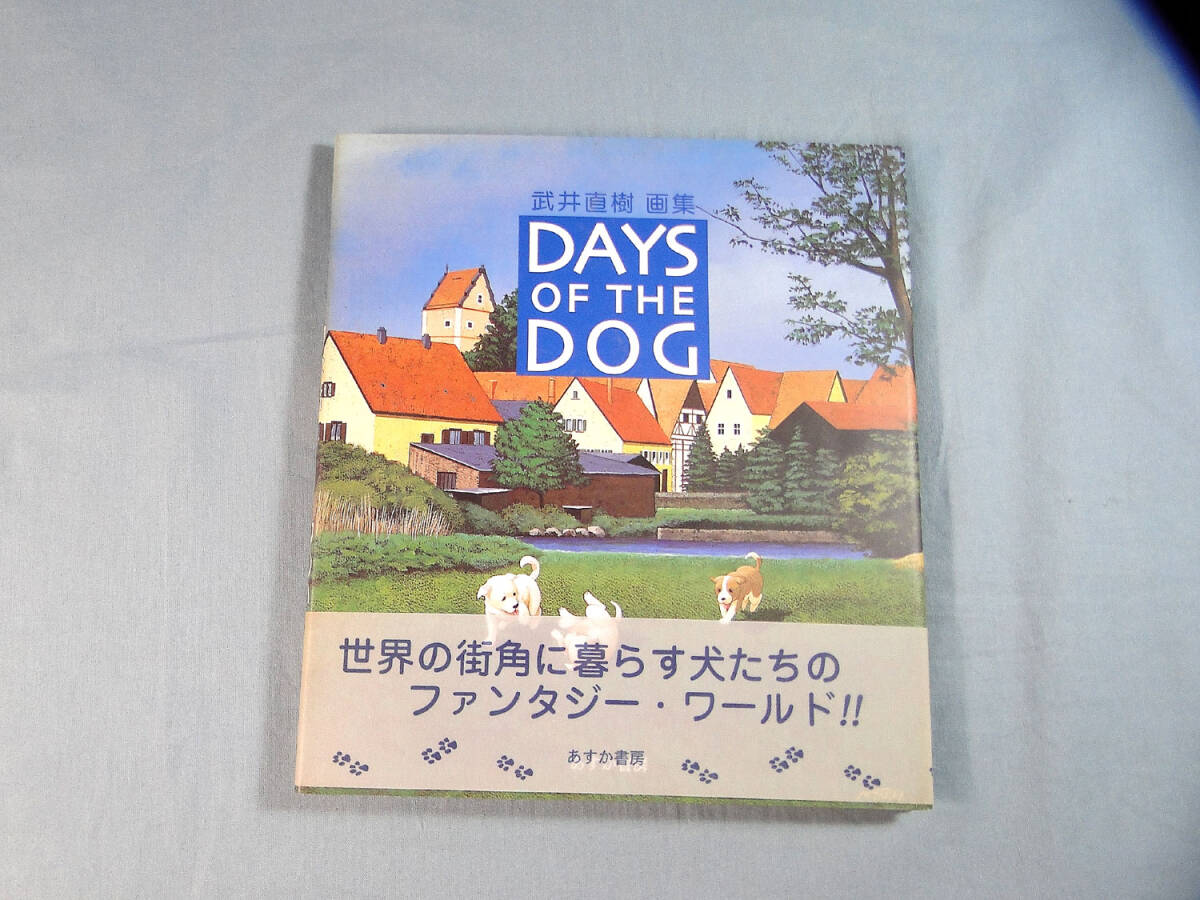 武井直樹 画集
DAYS
OF THE
DOG
世界の街角に暮らす犬たちの
ファンタジー・ワールド!!
あすか書房